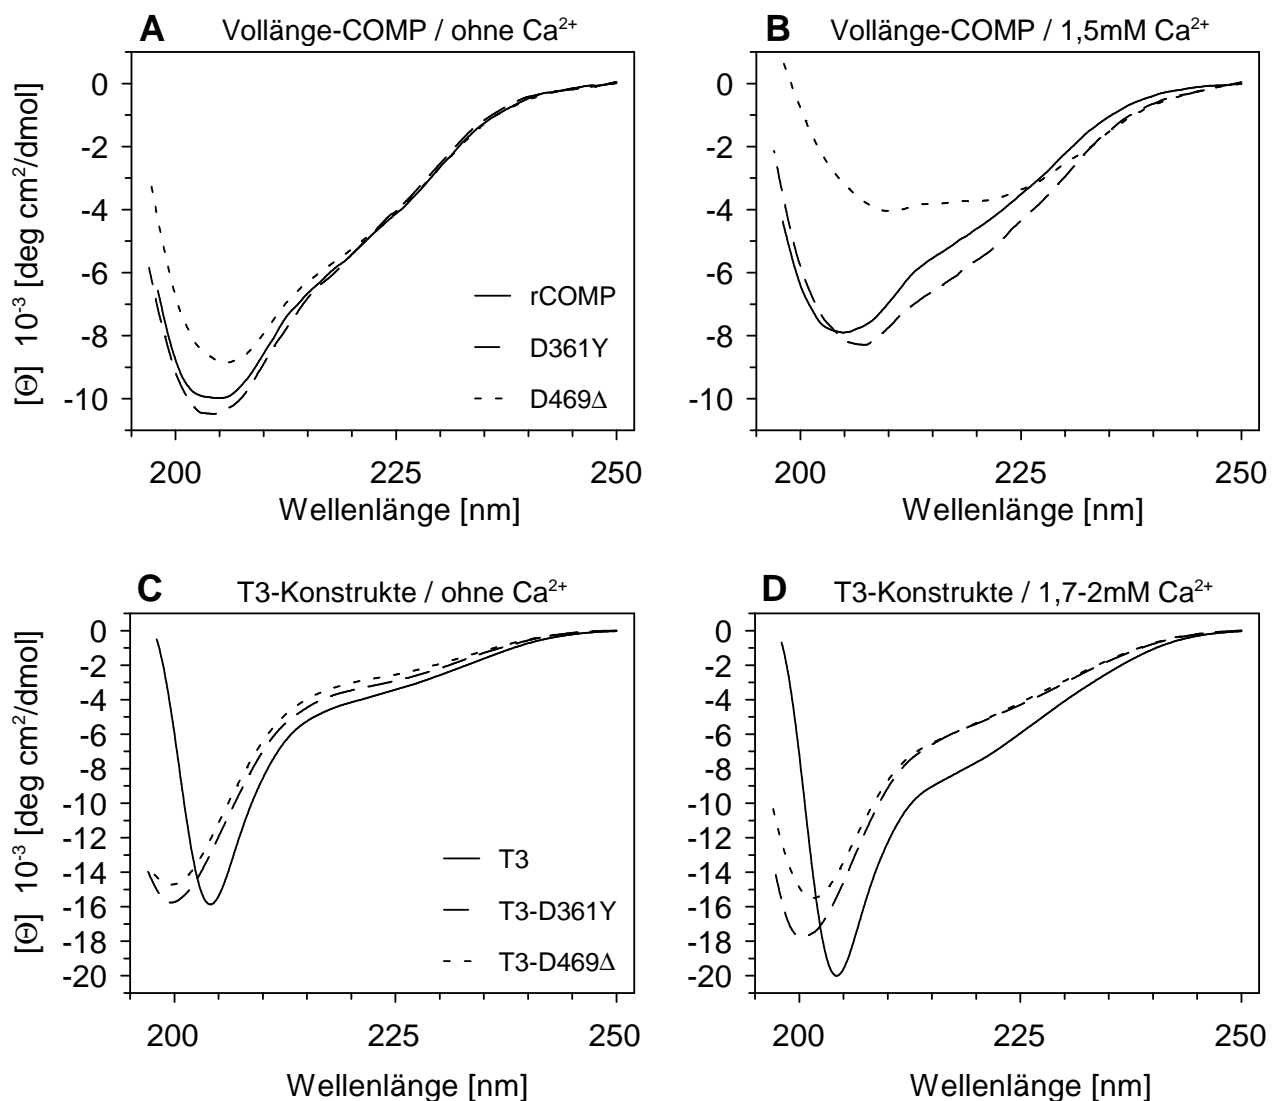 A Vollänge-COMP / ohne Ca²⁺
0
-2
-4
-6
-8
-10
[Θ] 10⁻³ [deg cm²/dmol]
rCOMP
D361Y
D469Δ
200 225 250
Wellenlänge [nm]
B Vollänge-COMP / 1,5mM Ca²⁺
0
-2
-4
-6
-8
-10
200 225 250
Wellenlänge [nm]
C T3-Konstrukte / ohne Ca²⁺
0
-2
-4
-6
-8
-10
-12
-14
-16
-18
-20
[Θ] 10⁻³ [deg cm²/dmol]
T3
T3-D361Y
T3-D469Δ
200 225 250
Wellenlänge [nm]
D T3-Konstrukte / 1,7-2mM Ca²⁺
0
-2
-4
-6
-8
-10
-12
-14
-16
-18
-20
200 225 250
Wellenlänge [nm]